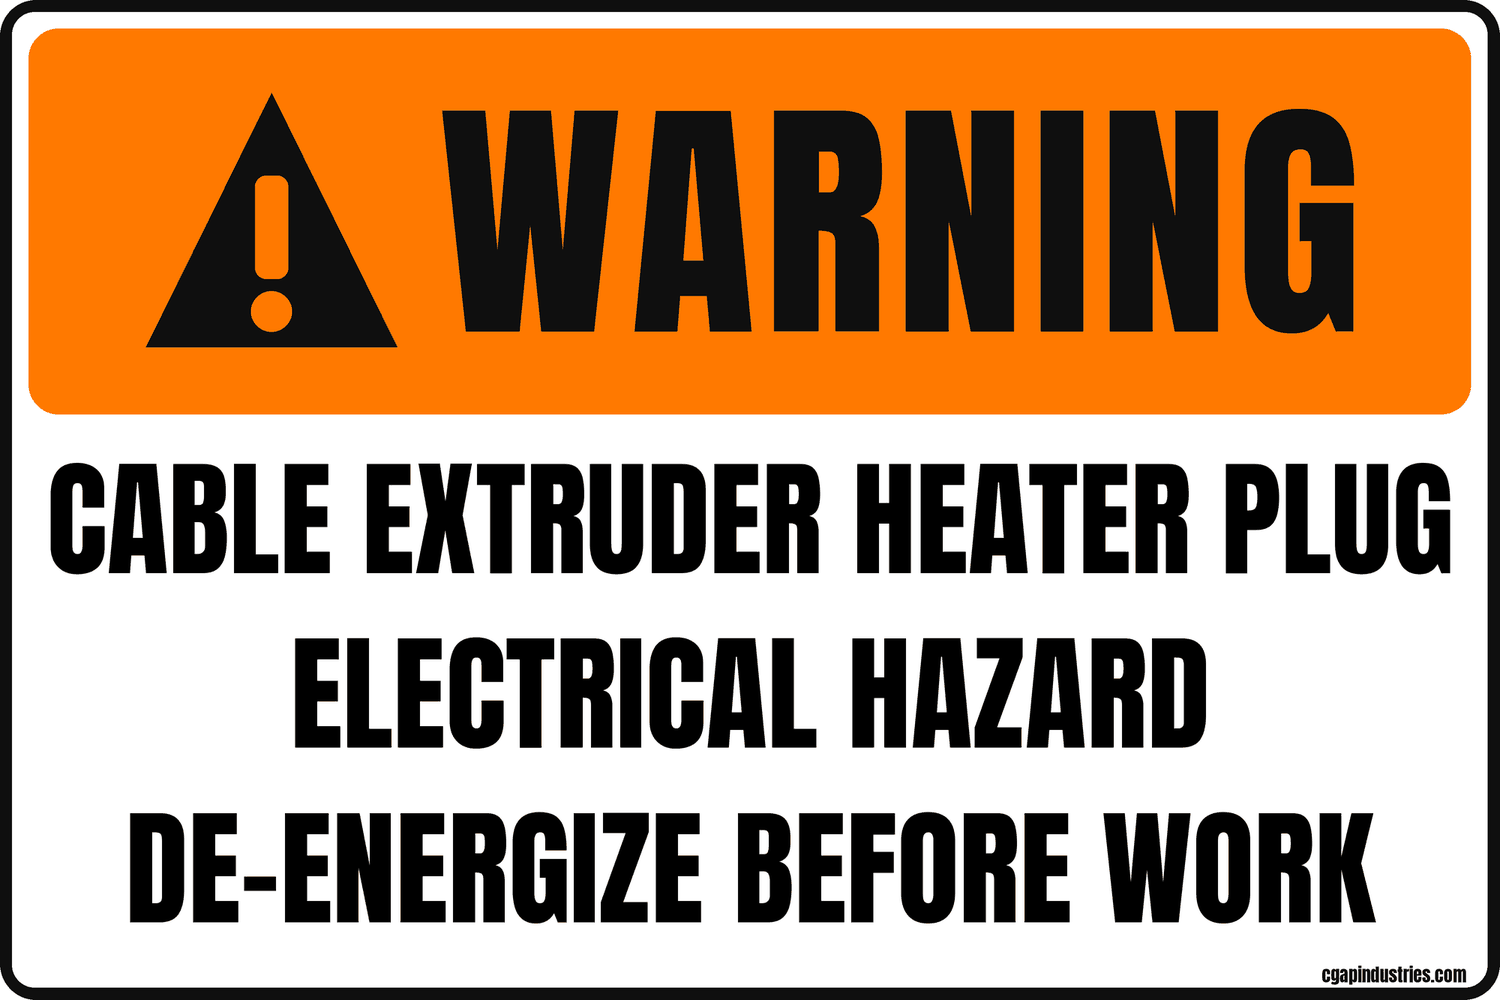 WARNING
CABLE EXTRUDER HEATER PLUG
ELECTRICAL HAZARD
DE-ENERGIZE BEFORE WORK
cgapindustries.com